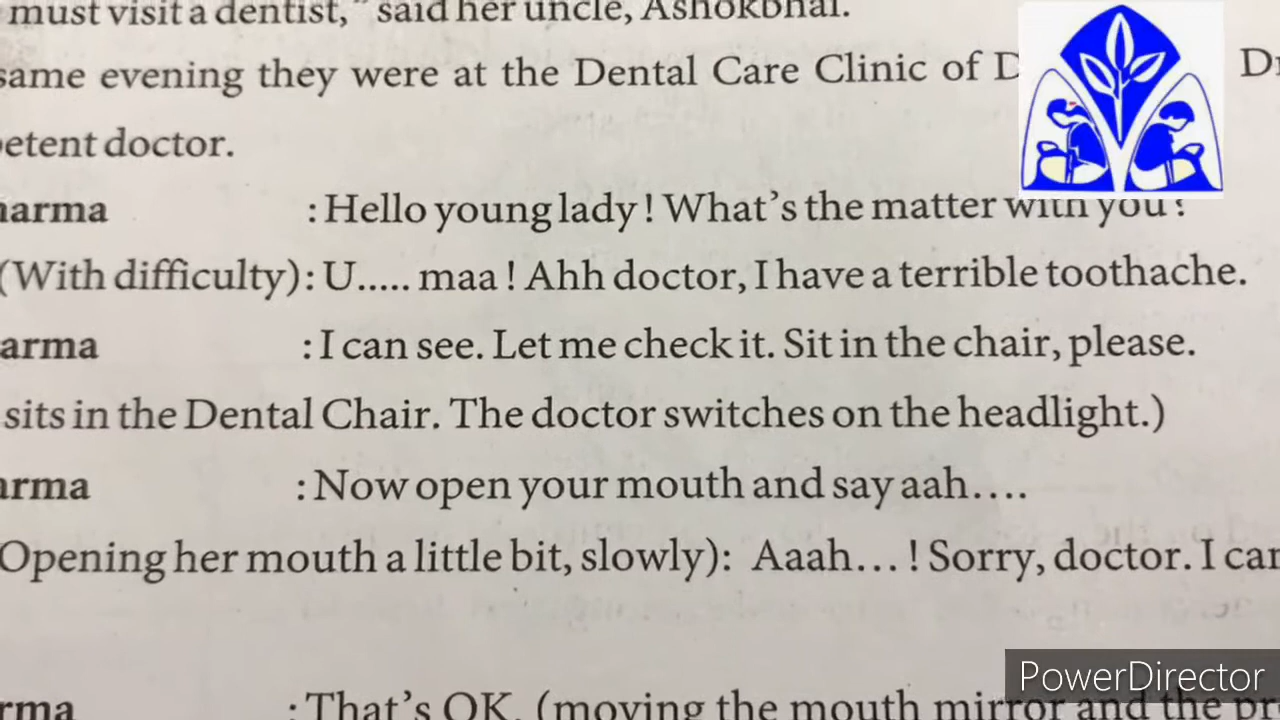 must visit a dentist," said her uncle, Ashokbhai.
same evening they were at the Dental Care Clinic of
etent doctor.
arma : Hello young lady ! What's the matter with you ?
(With difficulty) : U..... maa ! Ahh doctor, I have a terrible toothache.
arma : I can see. Let me check it. Sit in the chair, please.
sits in the Dental Chair. The doctor switches on the headlight.)
arma : Now open your mouth and say aah....
Opening her mouth a little bit, slowly) : Aaah... ! Sorry, doctor. I can
rma : That's OK. (moving the mouth mirror and the pr
PowerDirector